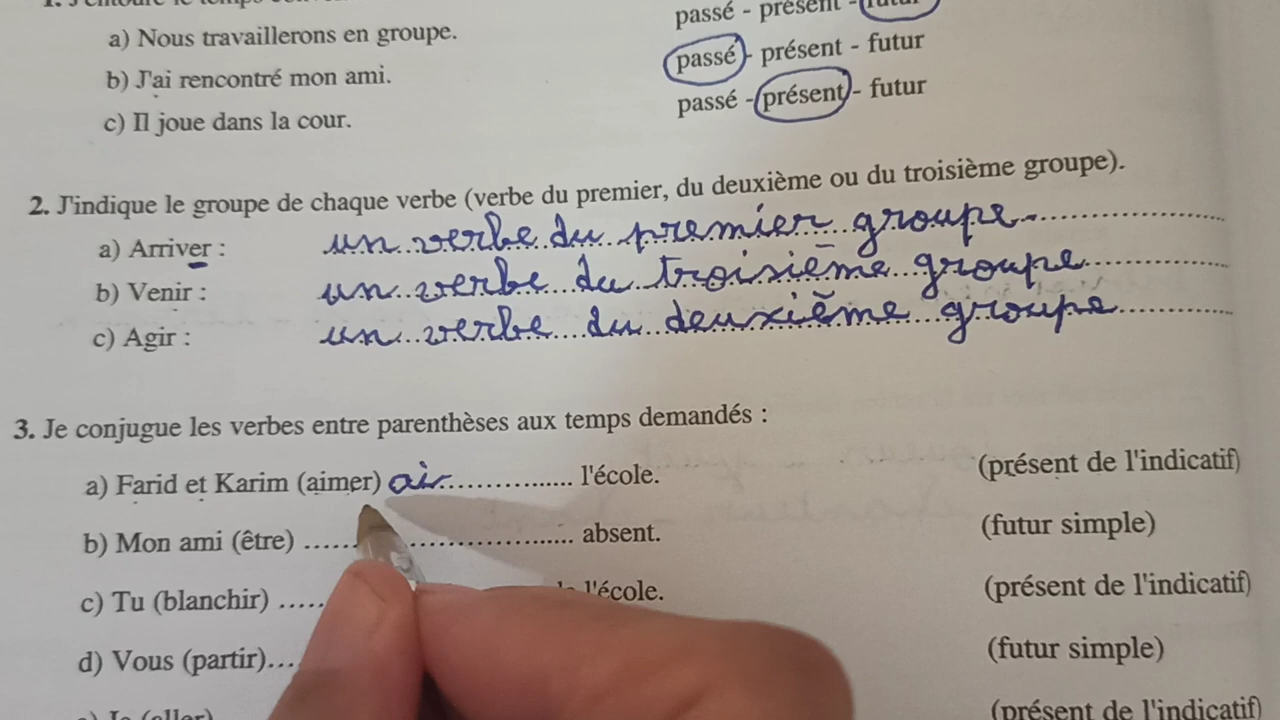 passé - présent - futur
a) Nous travaillerons en groupe.
passé - présent - futur
b) J'ai rencontré mon ami.
passé - présent - futur
c) Il joue dans la cour.
2. J'indique le groupe de chaque verbe (verbe du premier, du deuxième ou du troisième groupe).
a) Arriver : un verbe du premier groupe
b) Venir : un verbe du troisième groupe
c) Agir : un verbe du deuxième groupe
3. Je conjugue les verbes entre parenthèses aux temps demandés :
a) Farid et Karim (aimer) ai............... l'école. (présent de l'indicatif)
b) Mon ami (être) .............................. absent. (futur simple)
c) Tu (blanchir) ..... l'école. (présent de l'indicatif)
d) Vous (partir)... (futur simple)
(aller) (présent de l'indicatif)